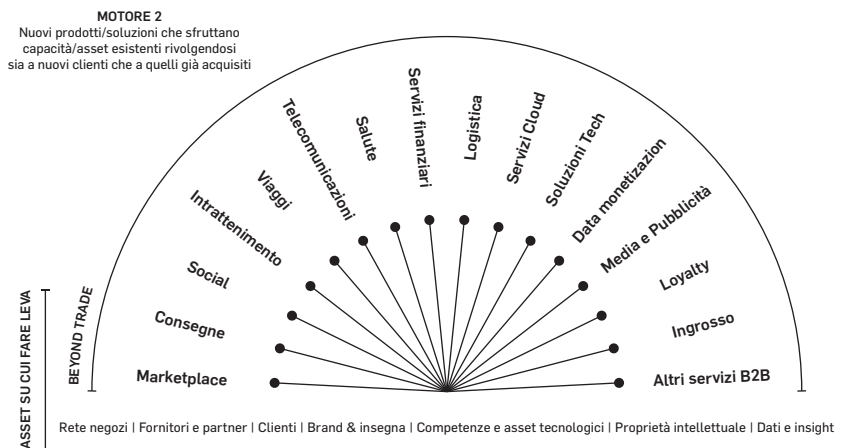 MOTORE 2
Nuovi prodotti/soluzioni che sfruttano
capacità/asset esistenti rivolgendosi
sia a nuovi clienti che a quelli già acquisiti
Marketplace
Consegne
Social
Intrattenimento
Viaggi
Telecomunicazioni
Salute
Servizi finanziari
Logistica
Servizi Cloud
Soluzioni Tech
Data monetization
Media e Pubblicità
Loyalty
Ingrosso
Altri servizi B2B
BEYOND TRADE
ASSET SU CUI FARE LEVA
Rete negozi | Fornitori e partner | Clienti | Brand & insegna | Competenze e asset tecnologici | Proprietà intellettuale | Dati e insight